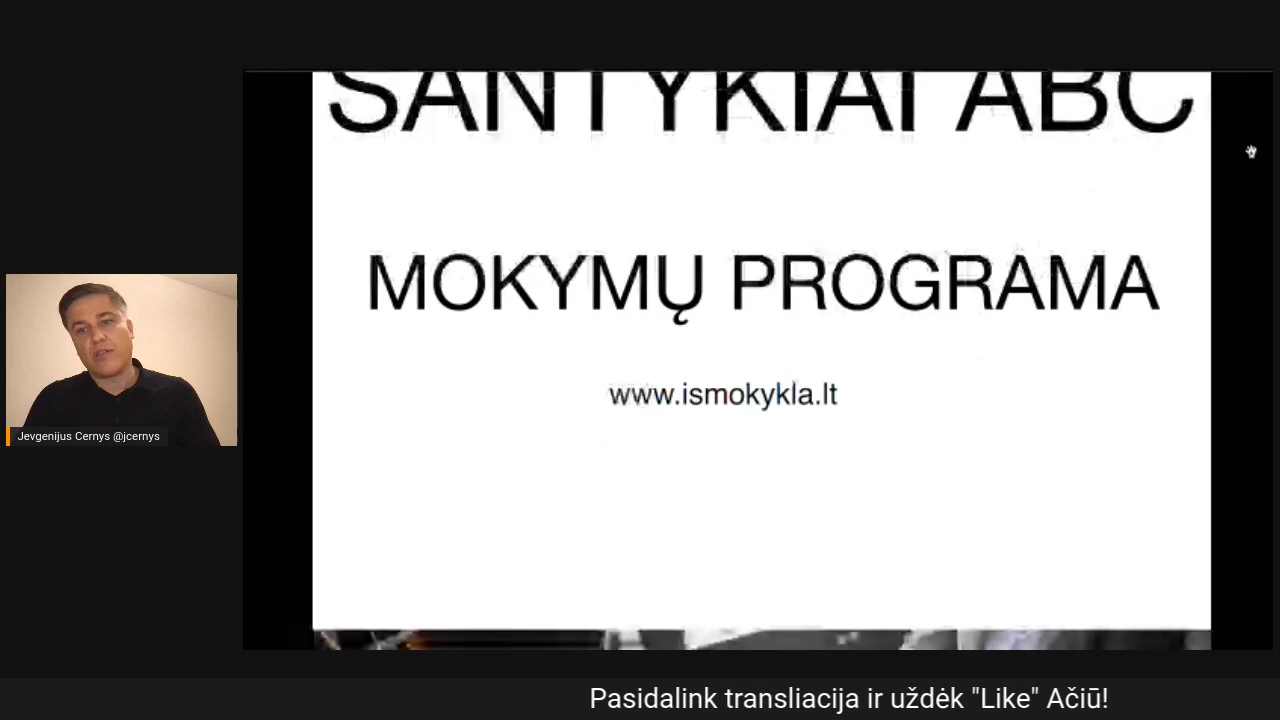 SANTYKIAI ABC
MOKYMŲ PROGRAMA
www.ismokykla.lt
Jevgenijus Cernys @jcernys
Pasidalink transliacija ir uždėk "Like" Ačiū!